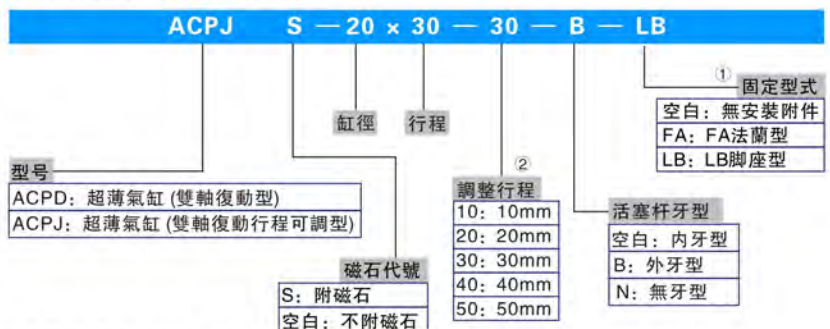 ACPJ S — 20 × 30 — 30 — B — LB
①
固定型式
空白：無安裝附件
FA：FA法蘭型
LB：LB脚座型
缸徑
行程
型号
ACPD：超薄氣缸 (雙軸復動型)
ACPJ：超薄氣缸 (雙軸復動行程可調型)
②
調整行程
10：10mm
20：20mm
30：30mm
40：40mm
50：50mm
活塞杆牙型
空白：内牙型
B：外牙型
N：無牙型
磁石代號
S：附磁石
空白：不附磁石